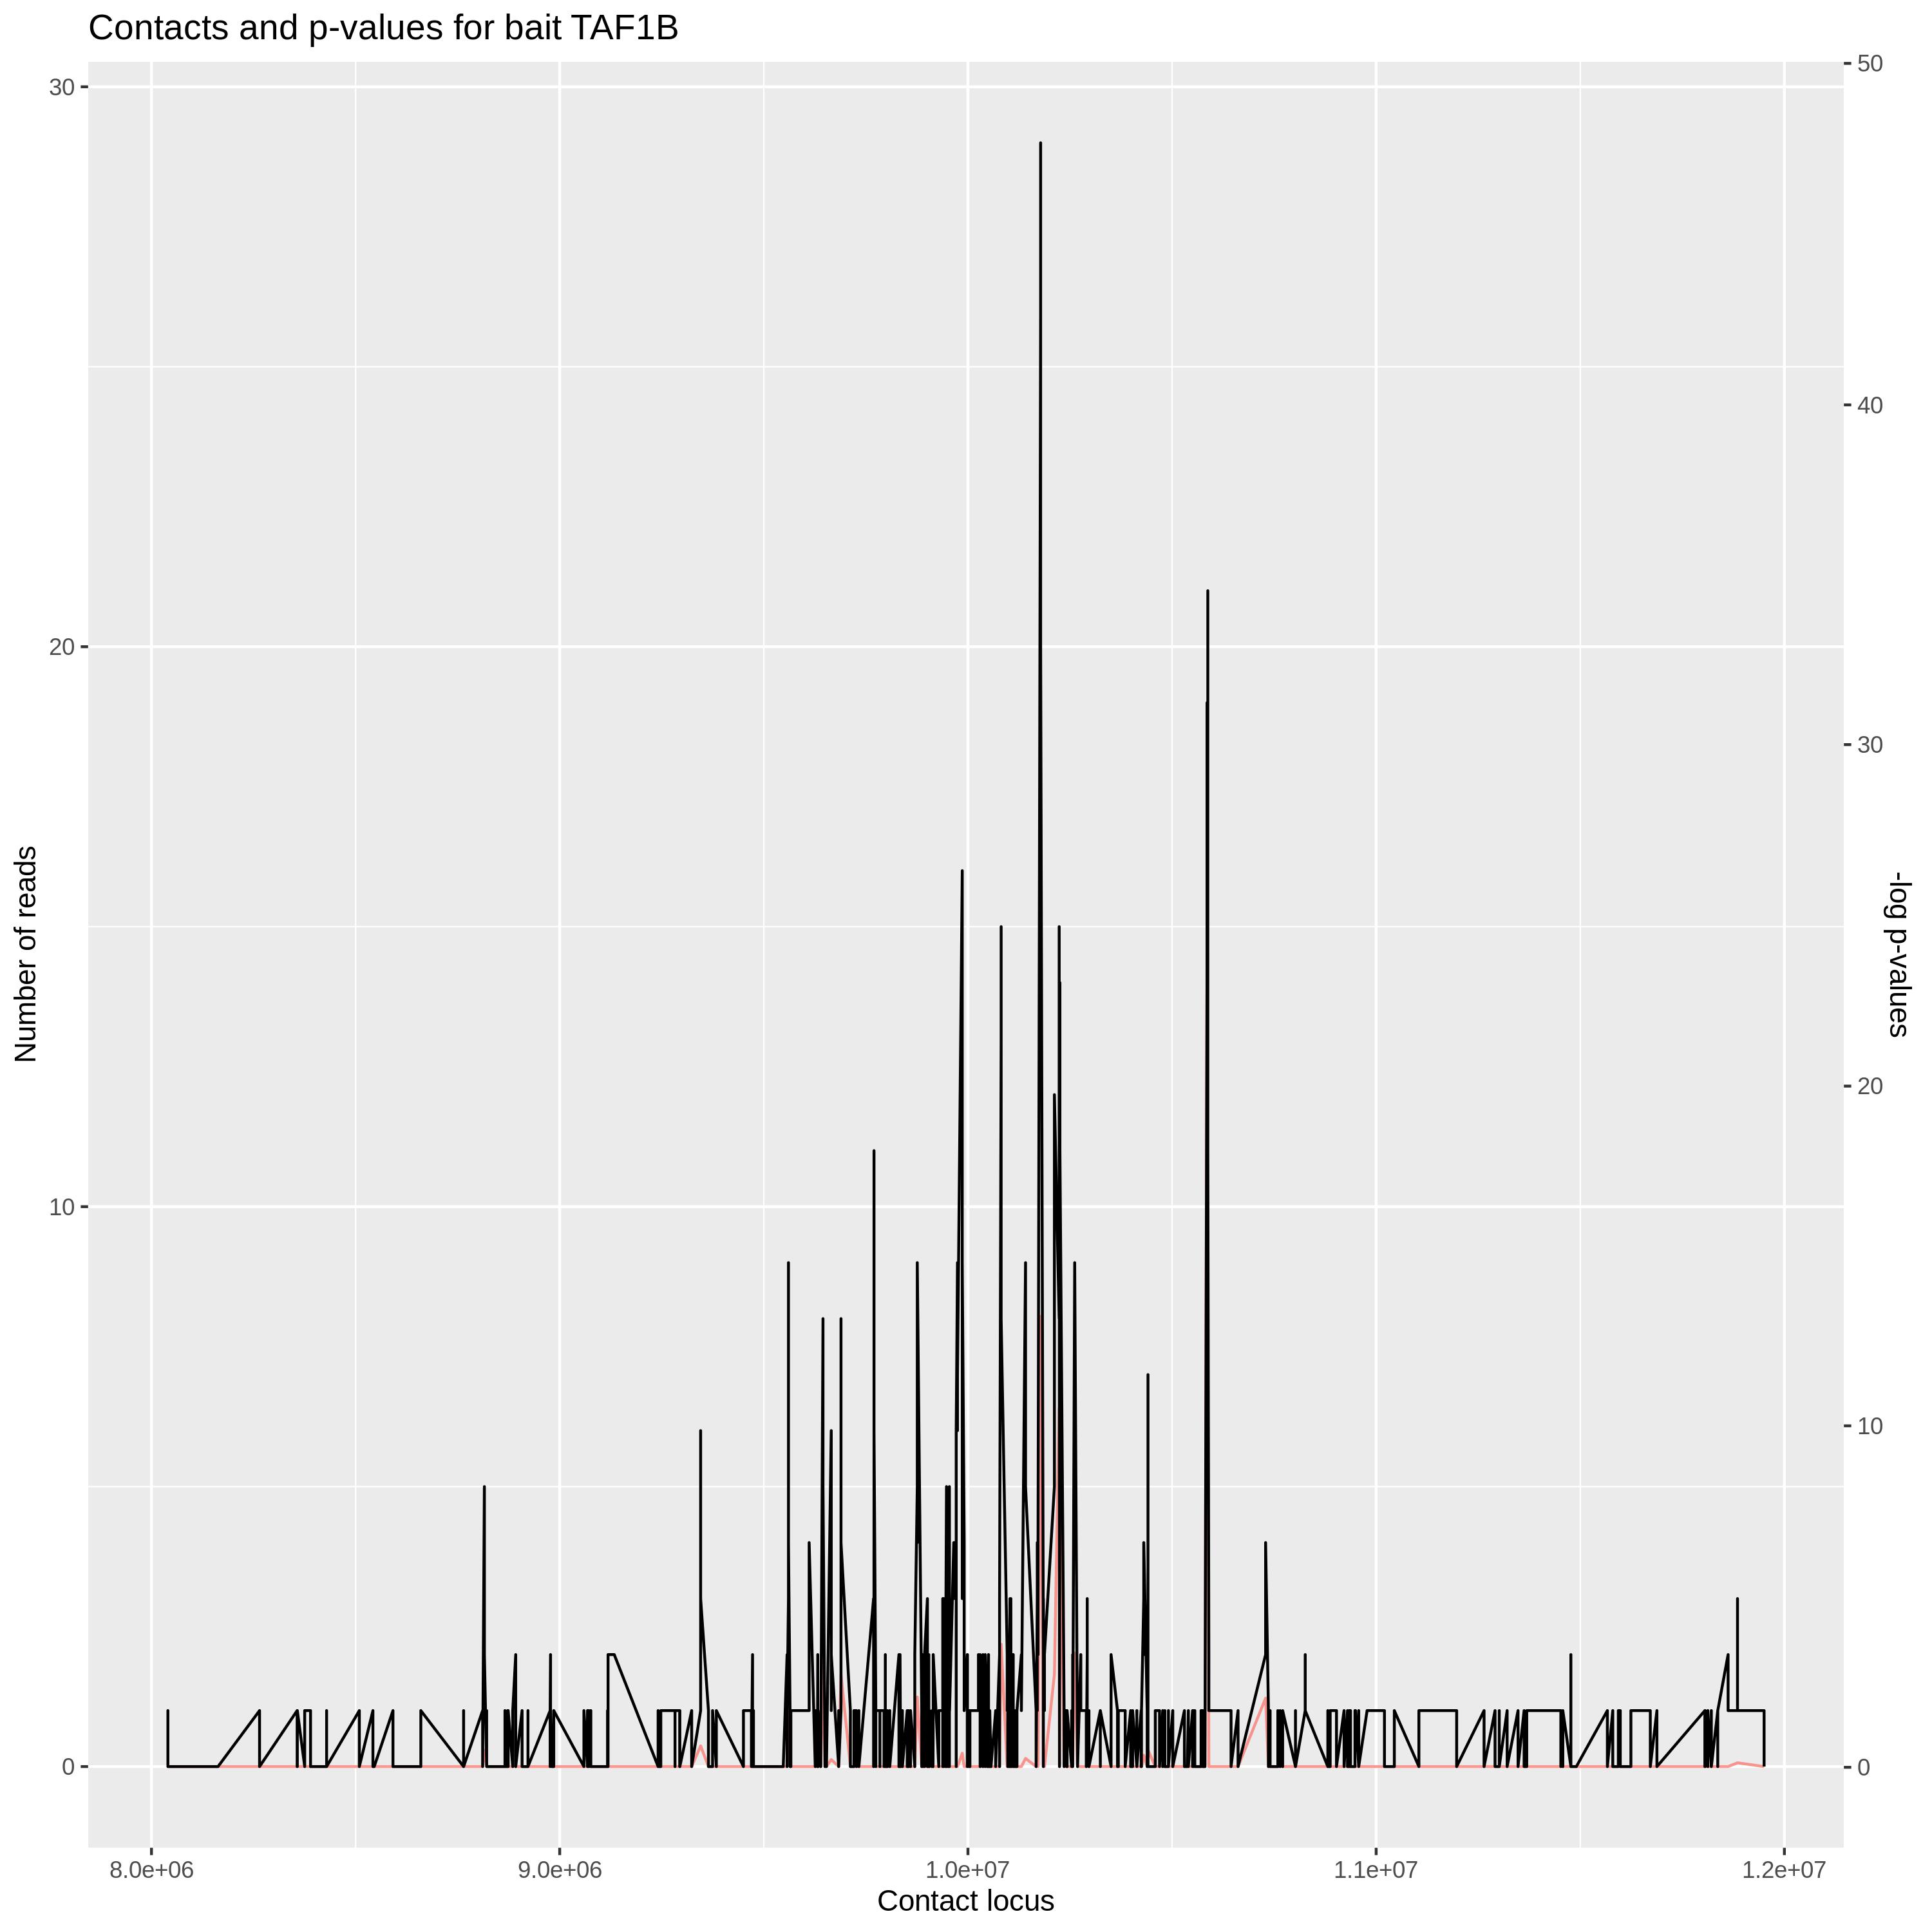 Contacts and p-values for bait TAF1B
30
20
10
0
Number of reads
50
40
30
20
10
0
-log p-values
8.0e+06
9.0e+06
1.0e+07
1.1e+07
1.2e+07
Contact locus